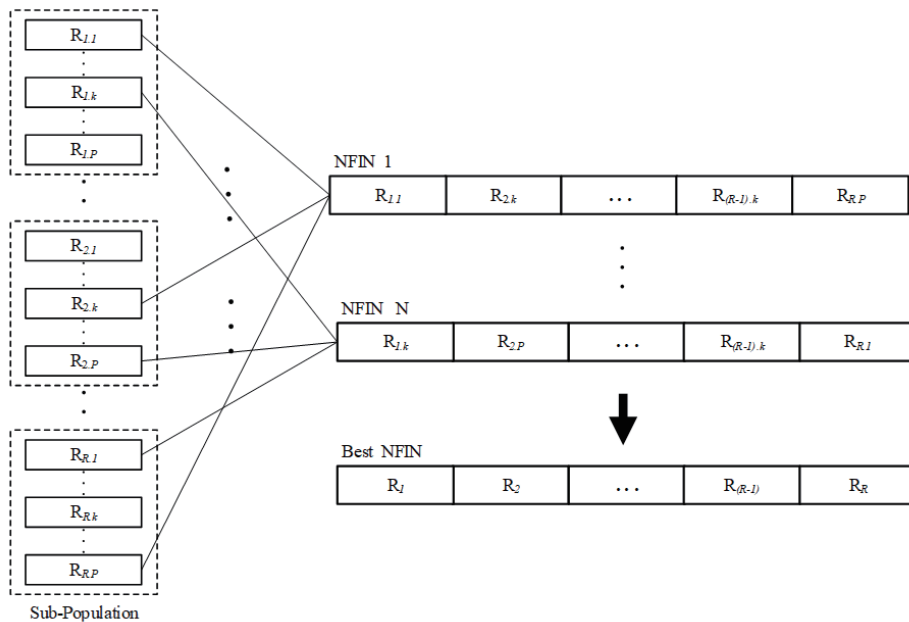 R1.1
R1.k
R1.P
R2.1
R2.k
R2.P
RR.1
RR.k
RR.P
Sub-Population
NFIN 1
R1.1 R2.k ... R(R-1).k RR.P
NFIN N
R1.k R2.P ... R(R-1).k RR.1
Best NFIN
R1 R2 ... R(R-1) RR